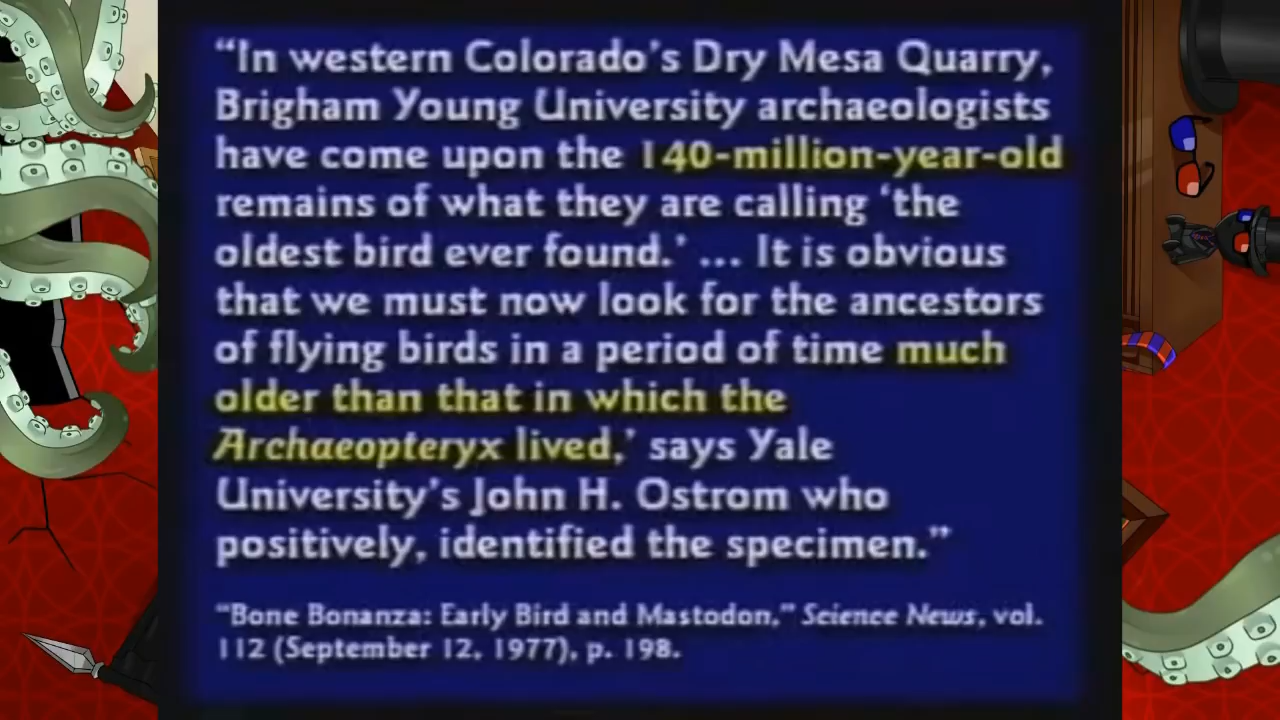 “In western Colorado’s Dry Mesa Quarry,
Brigham Young University archaeologists
have come upon the 140-million-year-old
remains of what they are calling ‘the
oldest bird ever found.’ ... It is obvious
that we must now look for the ancestors
of flying birds in a period of time much
older than that in which the
Archaeopteryx lived,’ says Yale
University’s John H. Ostrom who
positively, identified the specimen.”
“Bone Bonanza: Early Bird and Mastodon,” Science News, vol.
112 (September 12, 1977), p. 198.